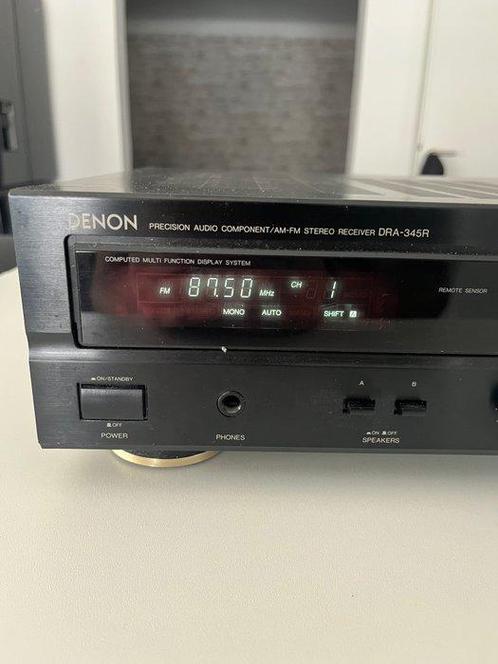 DENON PRECISION AUDIO COMPONENT/AM-FM STEREO RECEIVER DRA-345R
COMPUTED MULTI FUNCTION DISPLAY SYSTEM
FM 87.50 MHz CH 1
REMOTE SENSOR
MONO AUTO SHIFT A
ON/STANDBY
OFF
POWER
PHONES
A B
ON OFF
SPEAKERS